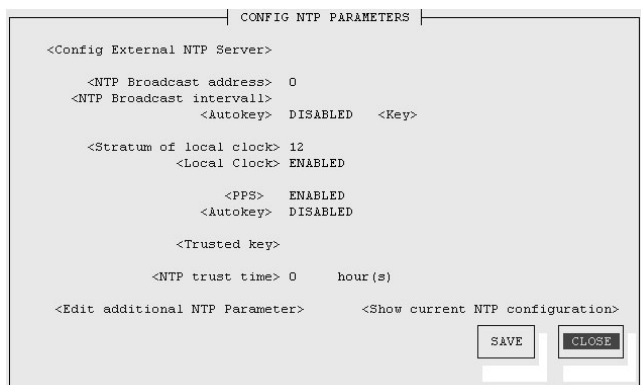 CONFIG NTP PARAMETERS
<Config External NTP Server>
<NTP Broadcast address> 0
<NTP Broadcast intervall>
<Autokey> DISABLED <Key>
<Stratum of local clock> 12
<Local Clock> ENABLED
<PPS> ENABLED
<Autokey> DISABLED
<Trusted key>
<NTP trust time> 0 hour(s)
<Edit additional NTP Parameter> <Show current NTP configuration>
SAVE CLOSE